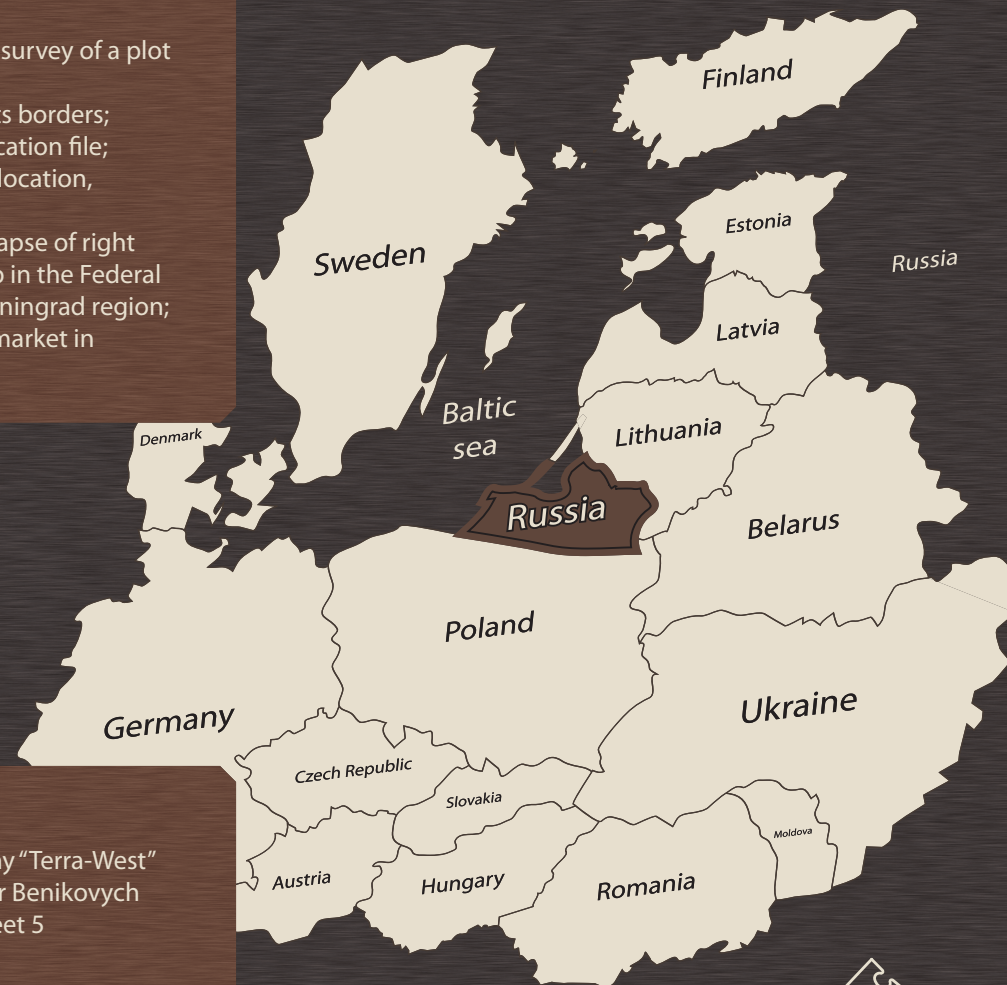 survey of a plot
ts borders;
cation file;
location,
apse of right
o in the Federal
ningrad region;
market in
Finland
Sweden
Estonia
Russia
Latvia
Baltic
sea
Lithuania
Denmark
Russia
Belarus
Poland
Ukraine
Germany
Czech Republic
Slovakia
Moldova
Austria
Hungary
Romania
ny “Terra-West”
r Benikovych
eet 5